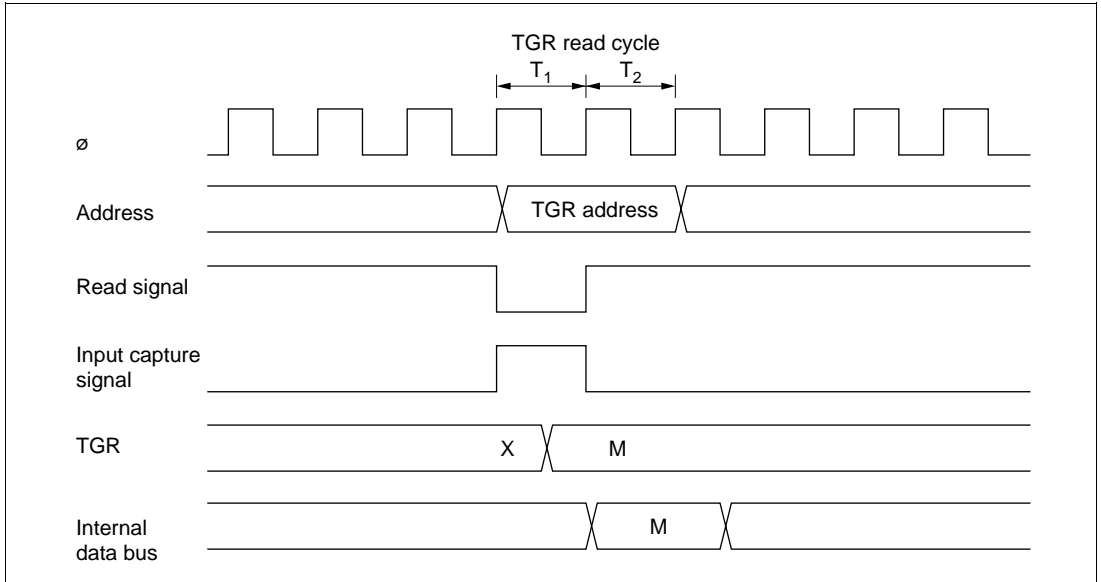 TGR read cycle
T1 T2
ø
Address
TGR address
Read signal
Input capture
signal
TGR
X M
Internal
data bus
M